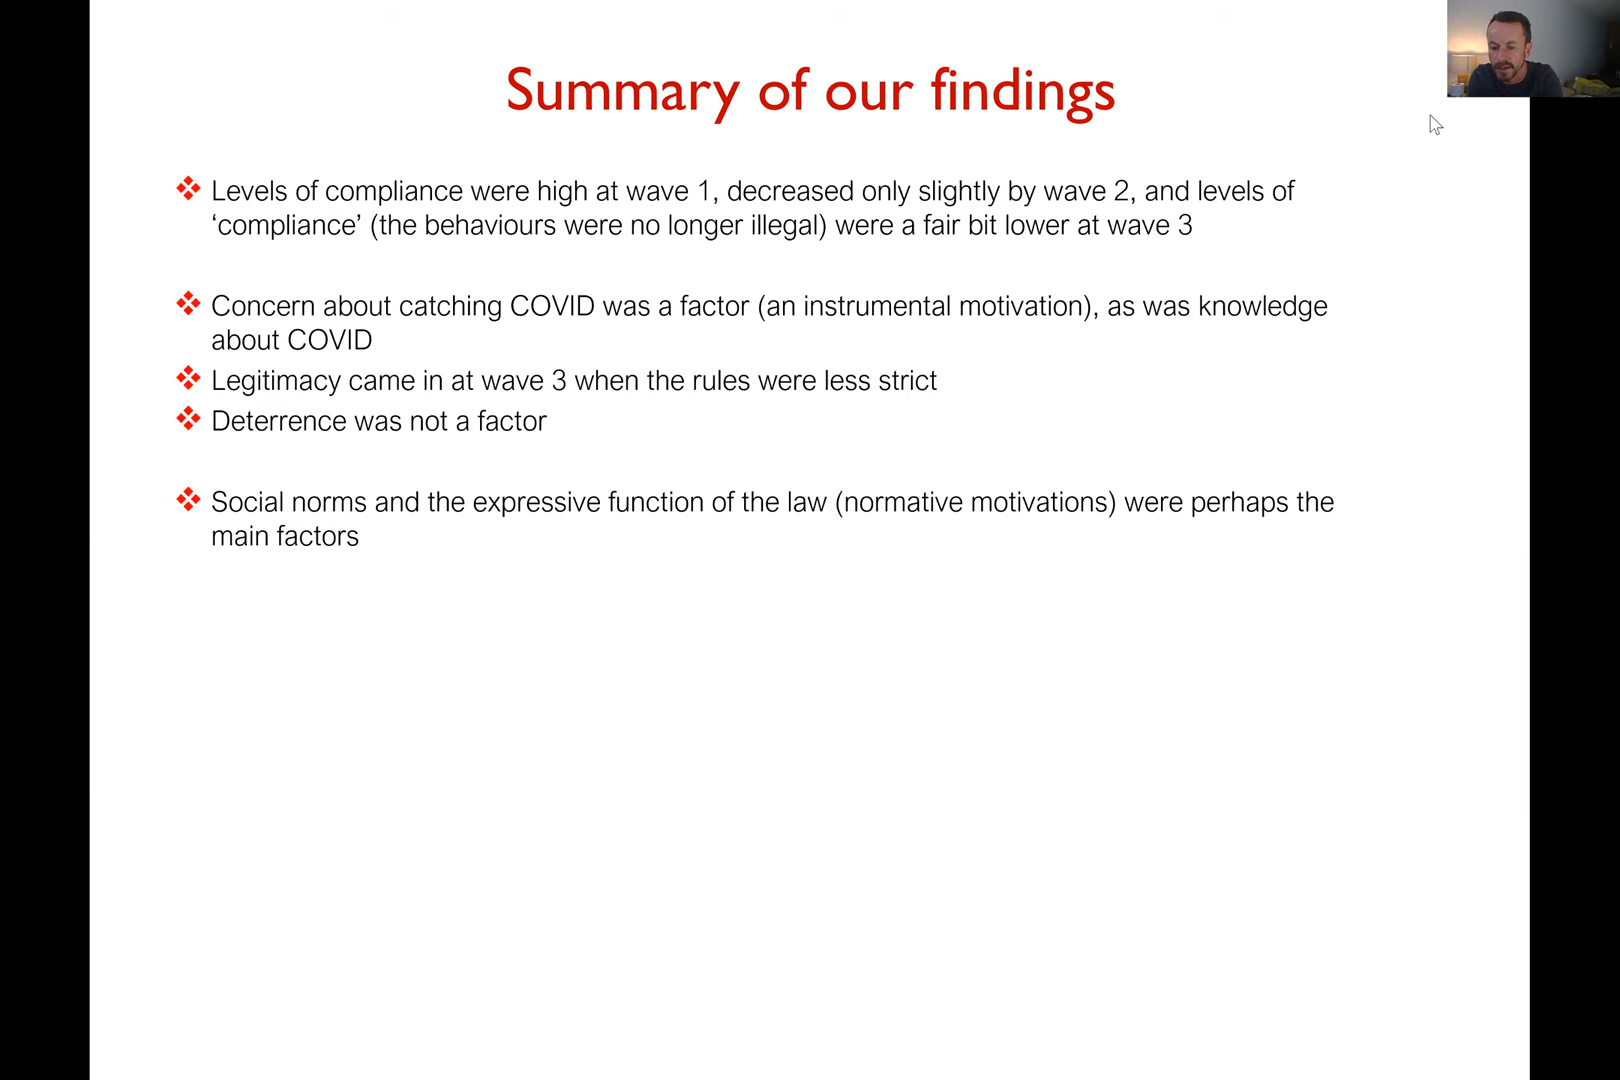 Summary of our findings
Levels of compliance were high at wave 1, decreased only slightly by wave 2, and levels of
‘compliance’ (the behaviours were no longer illegal) were a fair bit lower at wave 3
Concern about catching COVID was a factor (an instrumental motivation), as was knowledge
about COVID
Legitimacy came in at wave 3 when the rules were less strict
Deterrence was not a factor
Social norms and the expressive function of the law (normative motivations) were perhaps the
main factors